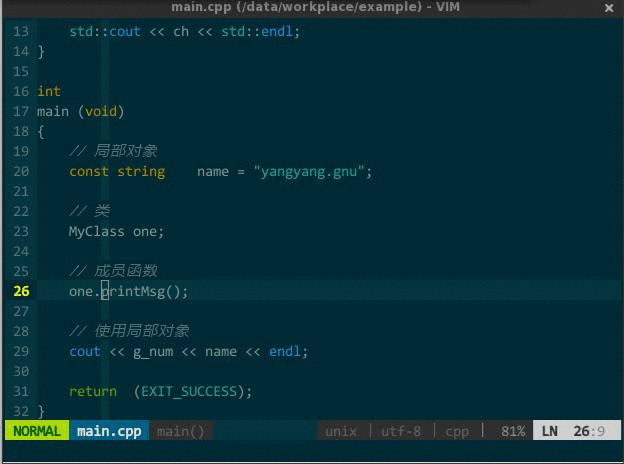 main.cpp (/data/workplace/example) - VIM
13 std::cout << ch << std::endl;
14 }
15
16 int
17 main (void)
18 {
19 // 局部对象
20 const string name = "yangyang.gnu";
21
22 // 类
23 MyClass one;
24
25 // 成员函数
26 one.printMsg();
27
28 // 使用局部对象
29 cout << g_num << name << endl;
30
31 return (EXIT_SUCCESS);
32 }
NORMAL main.cpp main() unix | utf-8 | cpp | 81% LN 26:9